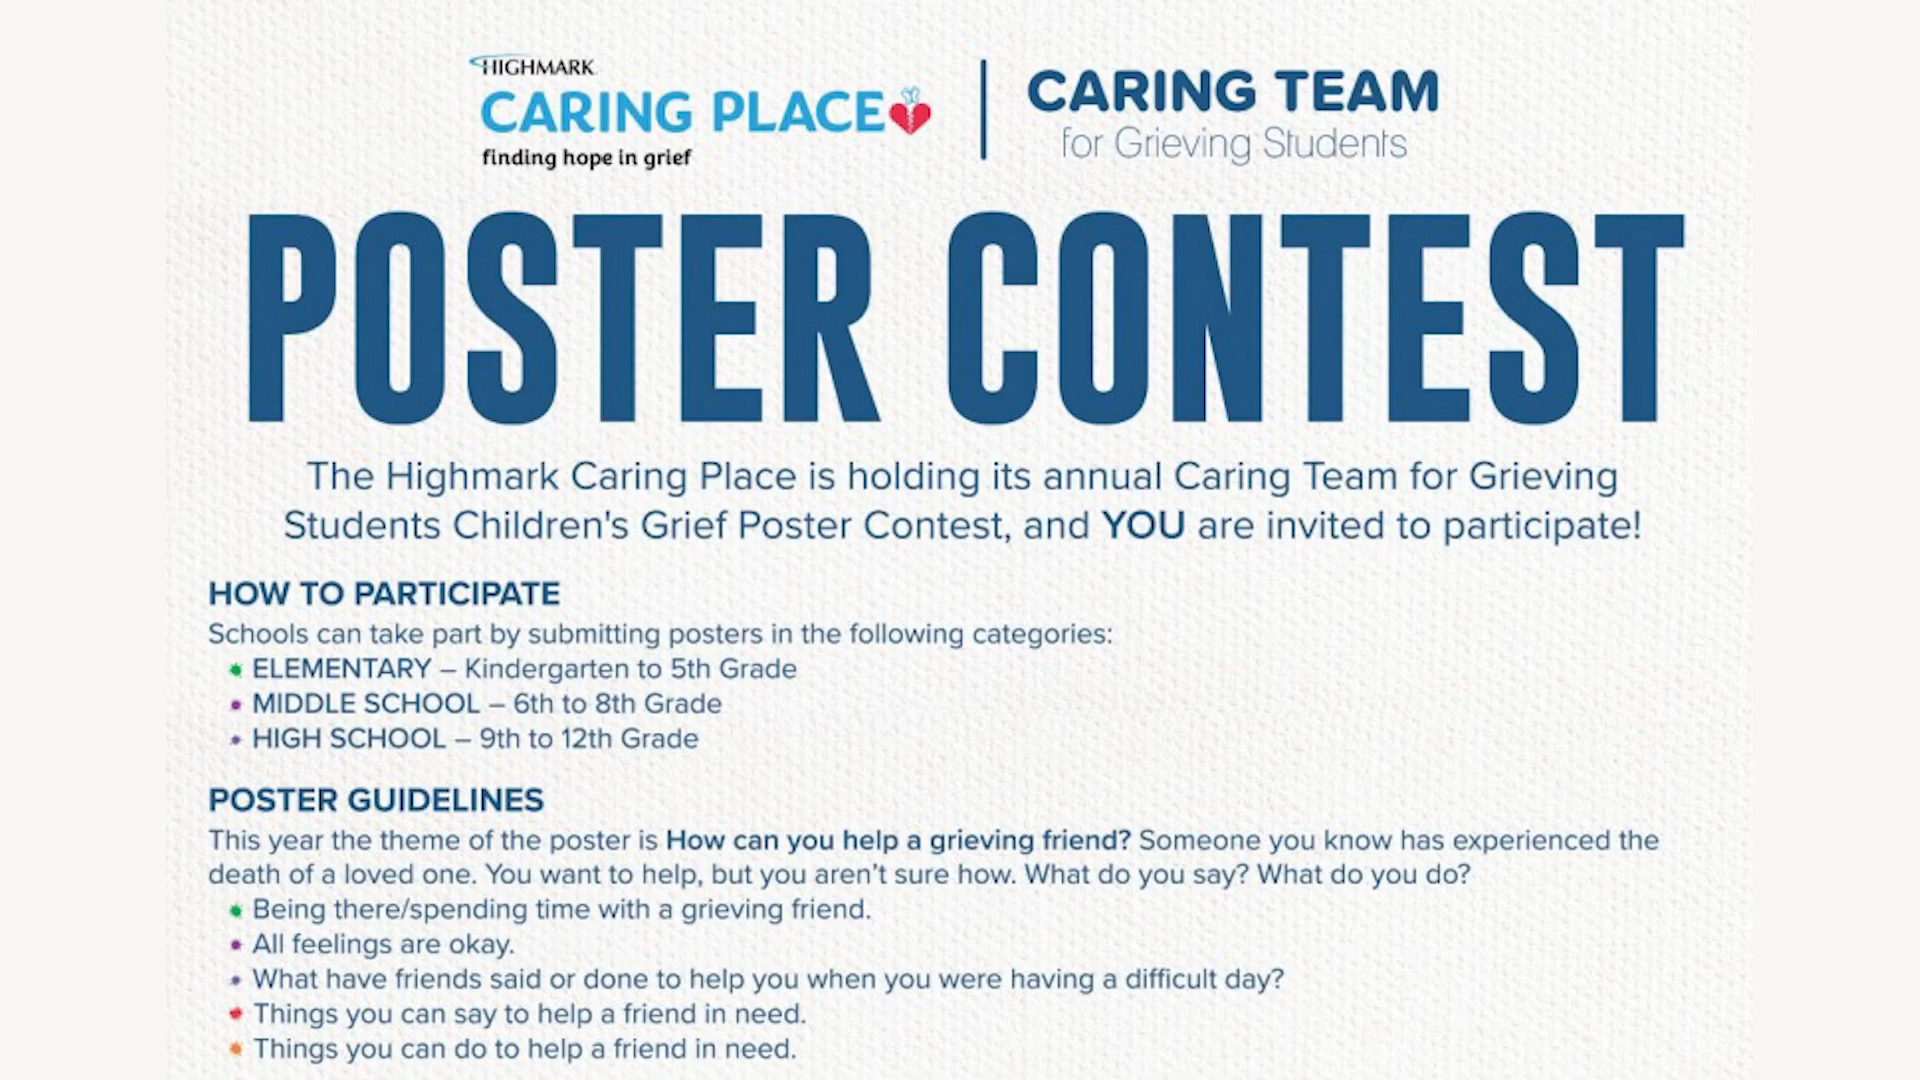 HIGHMARK
CARING PLACE
finding hope in grief
CARING TEAM
for Grieving Students
POSTER CONTEST
The Highmark Caring Place is holding its annual Caring Team for Grieving
Students Children's Grief Poster Contest, and YOU are invited to participate!
HOW TO PARTICIPATE
Schools can take part by submitting posters in the following categories:
ELEMENTARY – Kindergarten to 5th Grade
MIDDLE SCHOOL – 6th to 8th Grade
HIGH SCHOOL – 9th to 12th Grade
POSTER GUIDELINES
This year the theme of the poster is How can you help a grieving friend? Someone you know has experienced the
death of a loved one. You want to help, but you aren’t sure how. What do you say? What do you do?
Being there/spending time with a grieving friend.
All feelings are okay.
What have friends said or done to help you when you were having a difficult day?
Things you can say to help a friend in need.
Things you can do to help a friend in need.